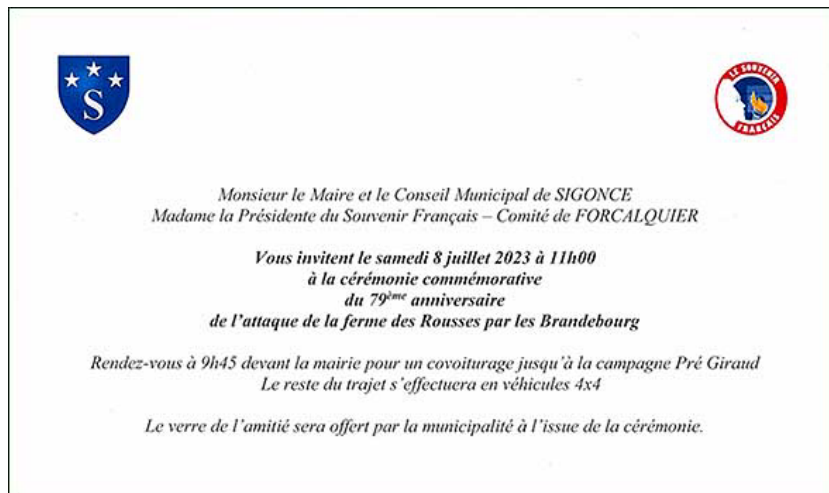 S
LE SOUVENIR
FRANÇAIS
Monsieur le Maire et le Conseil Municipal de SIGONCE
Madame la Présidente du Souvenir Français – Comité de FORCALQUIER
Vous invitent le samedi 8 juillet 2023 à 11h00
à la cérémonie commémorative
du 79ème anniversaire
de l'attaque de la ferme des Rousses par les Brandebourg
Rendez-vous à 9h45 devant la mairie pour un covoiturage jusqu'à la campagne Pré Giraud
Le reste du trajet s'effectuera en véhicules 4x4
Le verre de l'amitié sera offert par la municipalité à l'issue de la cérémonie.